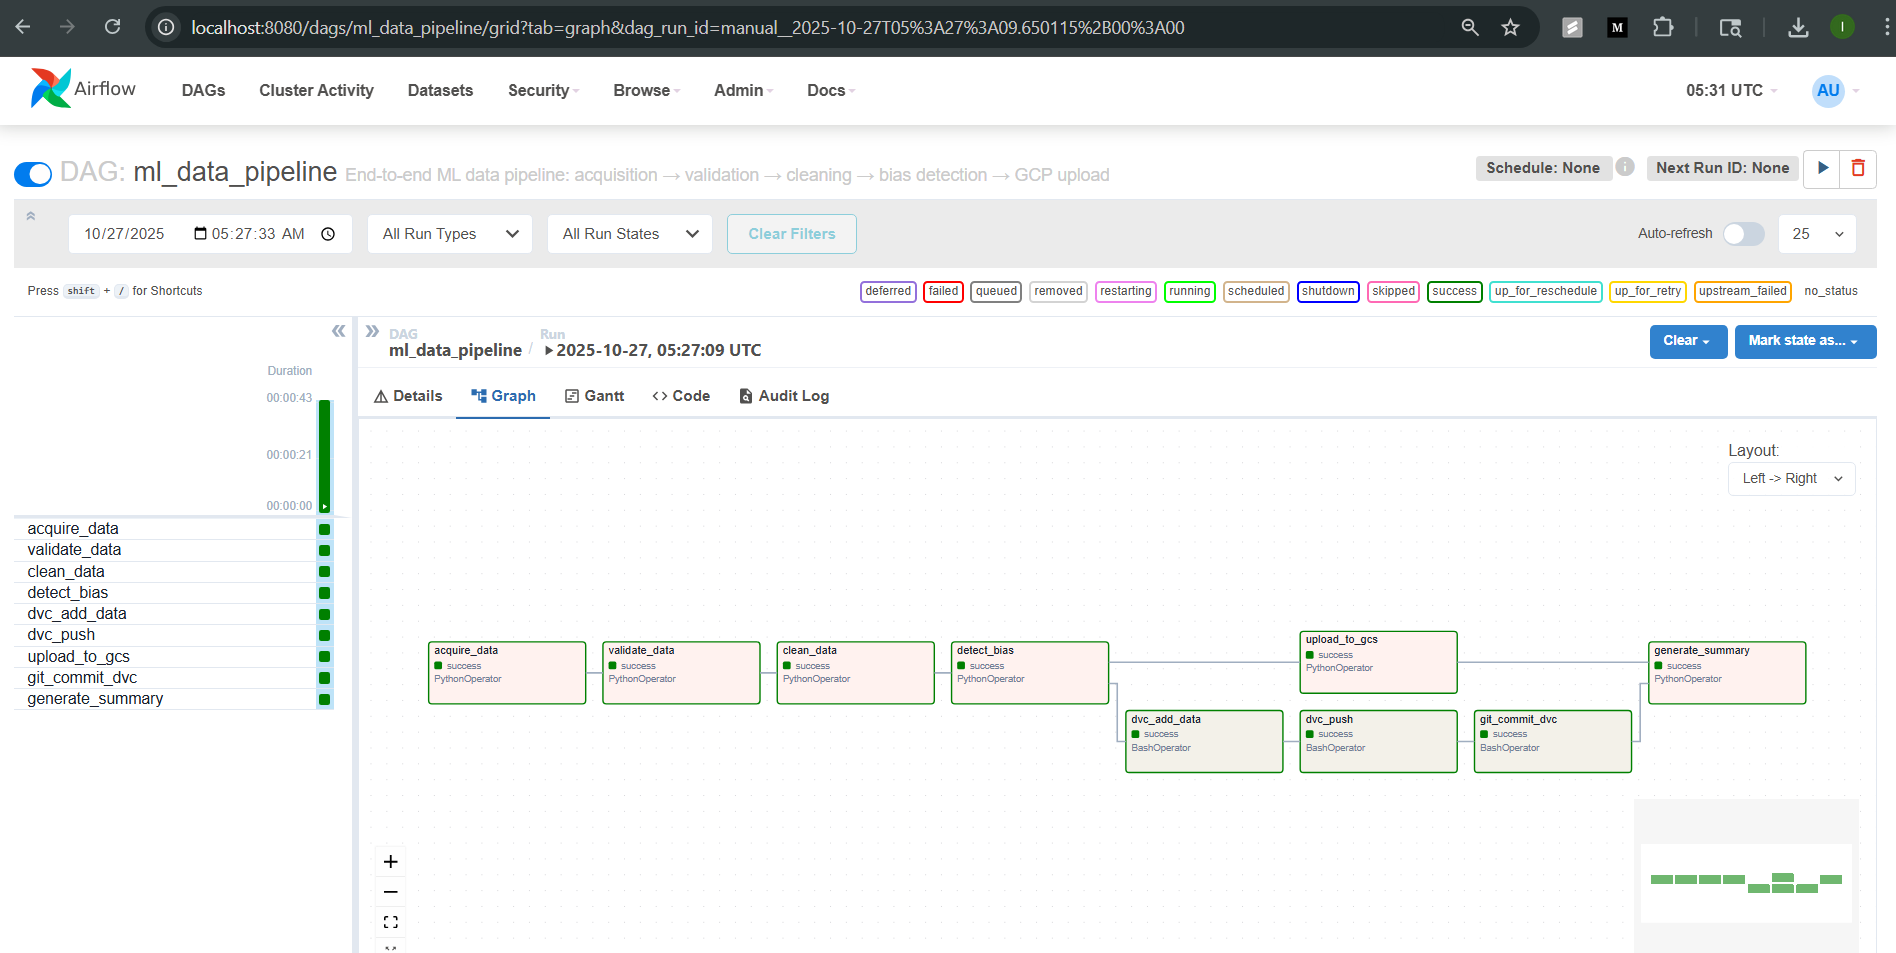 localhost:8080/dags/ml_data_pipeline/grid?tab=graph&dag_run_id=manual__2025-10-27T05%3A27%3A09.650115%2B00%3A00
M
I
Airflow
DAGs
Cluster Activity
Datasets
Security
Browse
Admin
Docs
05:31 UTC
AU
DAG: ml_data_pipeline End-to-end ML data pipeline: acquisition → validation → cleaning → bias detection → GCP upload
Schedule: None
Next Run ID: None
10/27/2025 05:27:33 AM
All Run Types
All Run States
Clear Filters
Auto-refresh
25
Press shift + / for Shortcuts
deferred
failed
queued
removed
restarting
running
scheduled
shutdown
skipped
success
up_for_reschedule
up_for_retry
upstream_failed
no_status
DAG
ml_data_pipeline
/
Run
2025-10-27, 05:27:09 UTC
Clear
Mark state as...
Duration
00:00:43
00:00:21
00:00:00
acquire_data
validate_data
clean_data
detect_bias
dvc_add_data
dvc_push
upload_to_gcs
git_commit_dvc
generate_summary
Details
Graph
Gantt
Code
Audit Log
Layout:
Left -> Right
acquire_data
success
PythonOperator
validate_data
success
PythonOperator
clean_data
success
PythonOperator
detect_bias
success
PythonOperator
upload_to_gcs
success
PythonOperator
generate_summary
success
PythonOperator
dvc_add_data
success
BashOperator
dvc_push
success
BashOperator
git_commit_dvc
success
BashOperator